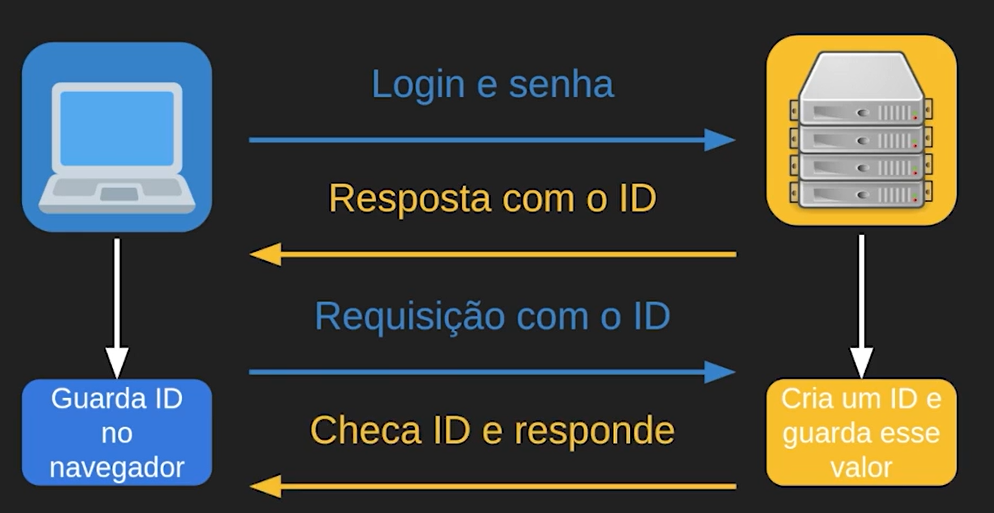 Login e senha
Resposta com o ID
Requisição com o ID
Checa ID e responde
Guarda ID
no
navegador
Cria um ID e
guarda esse
valor